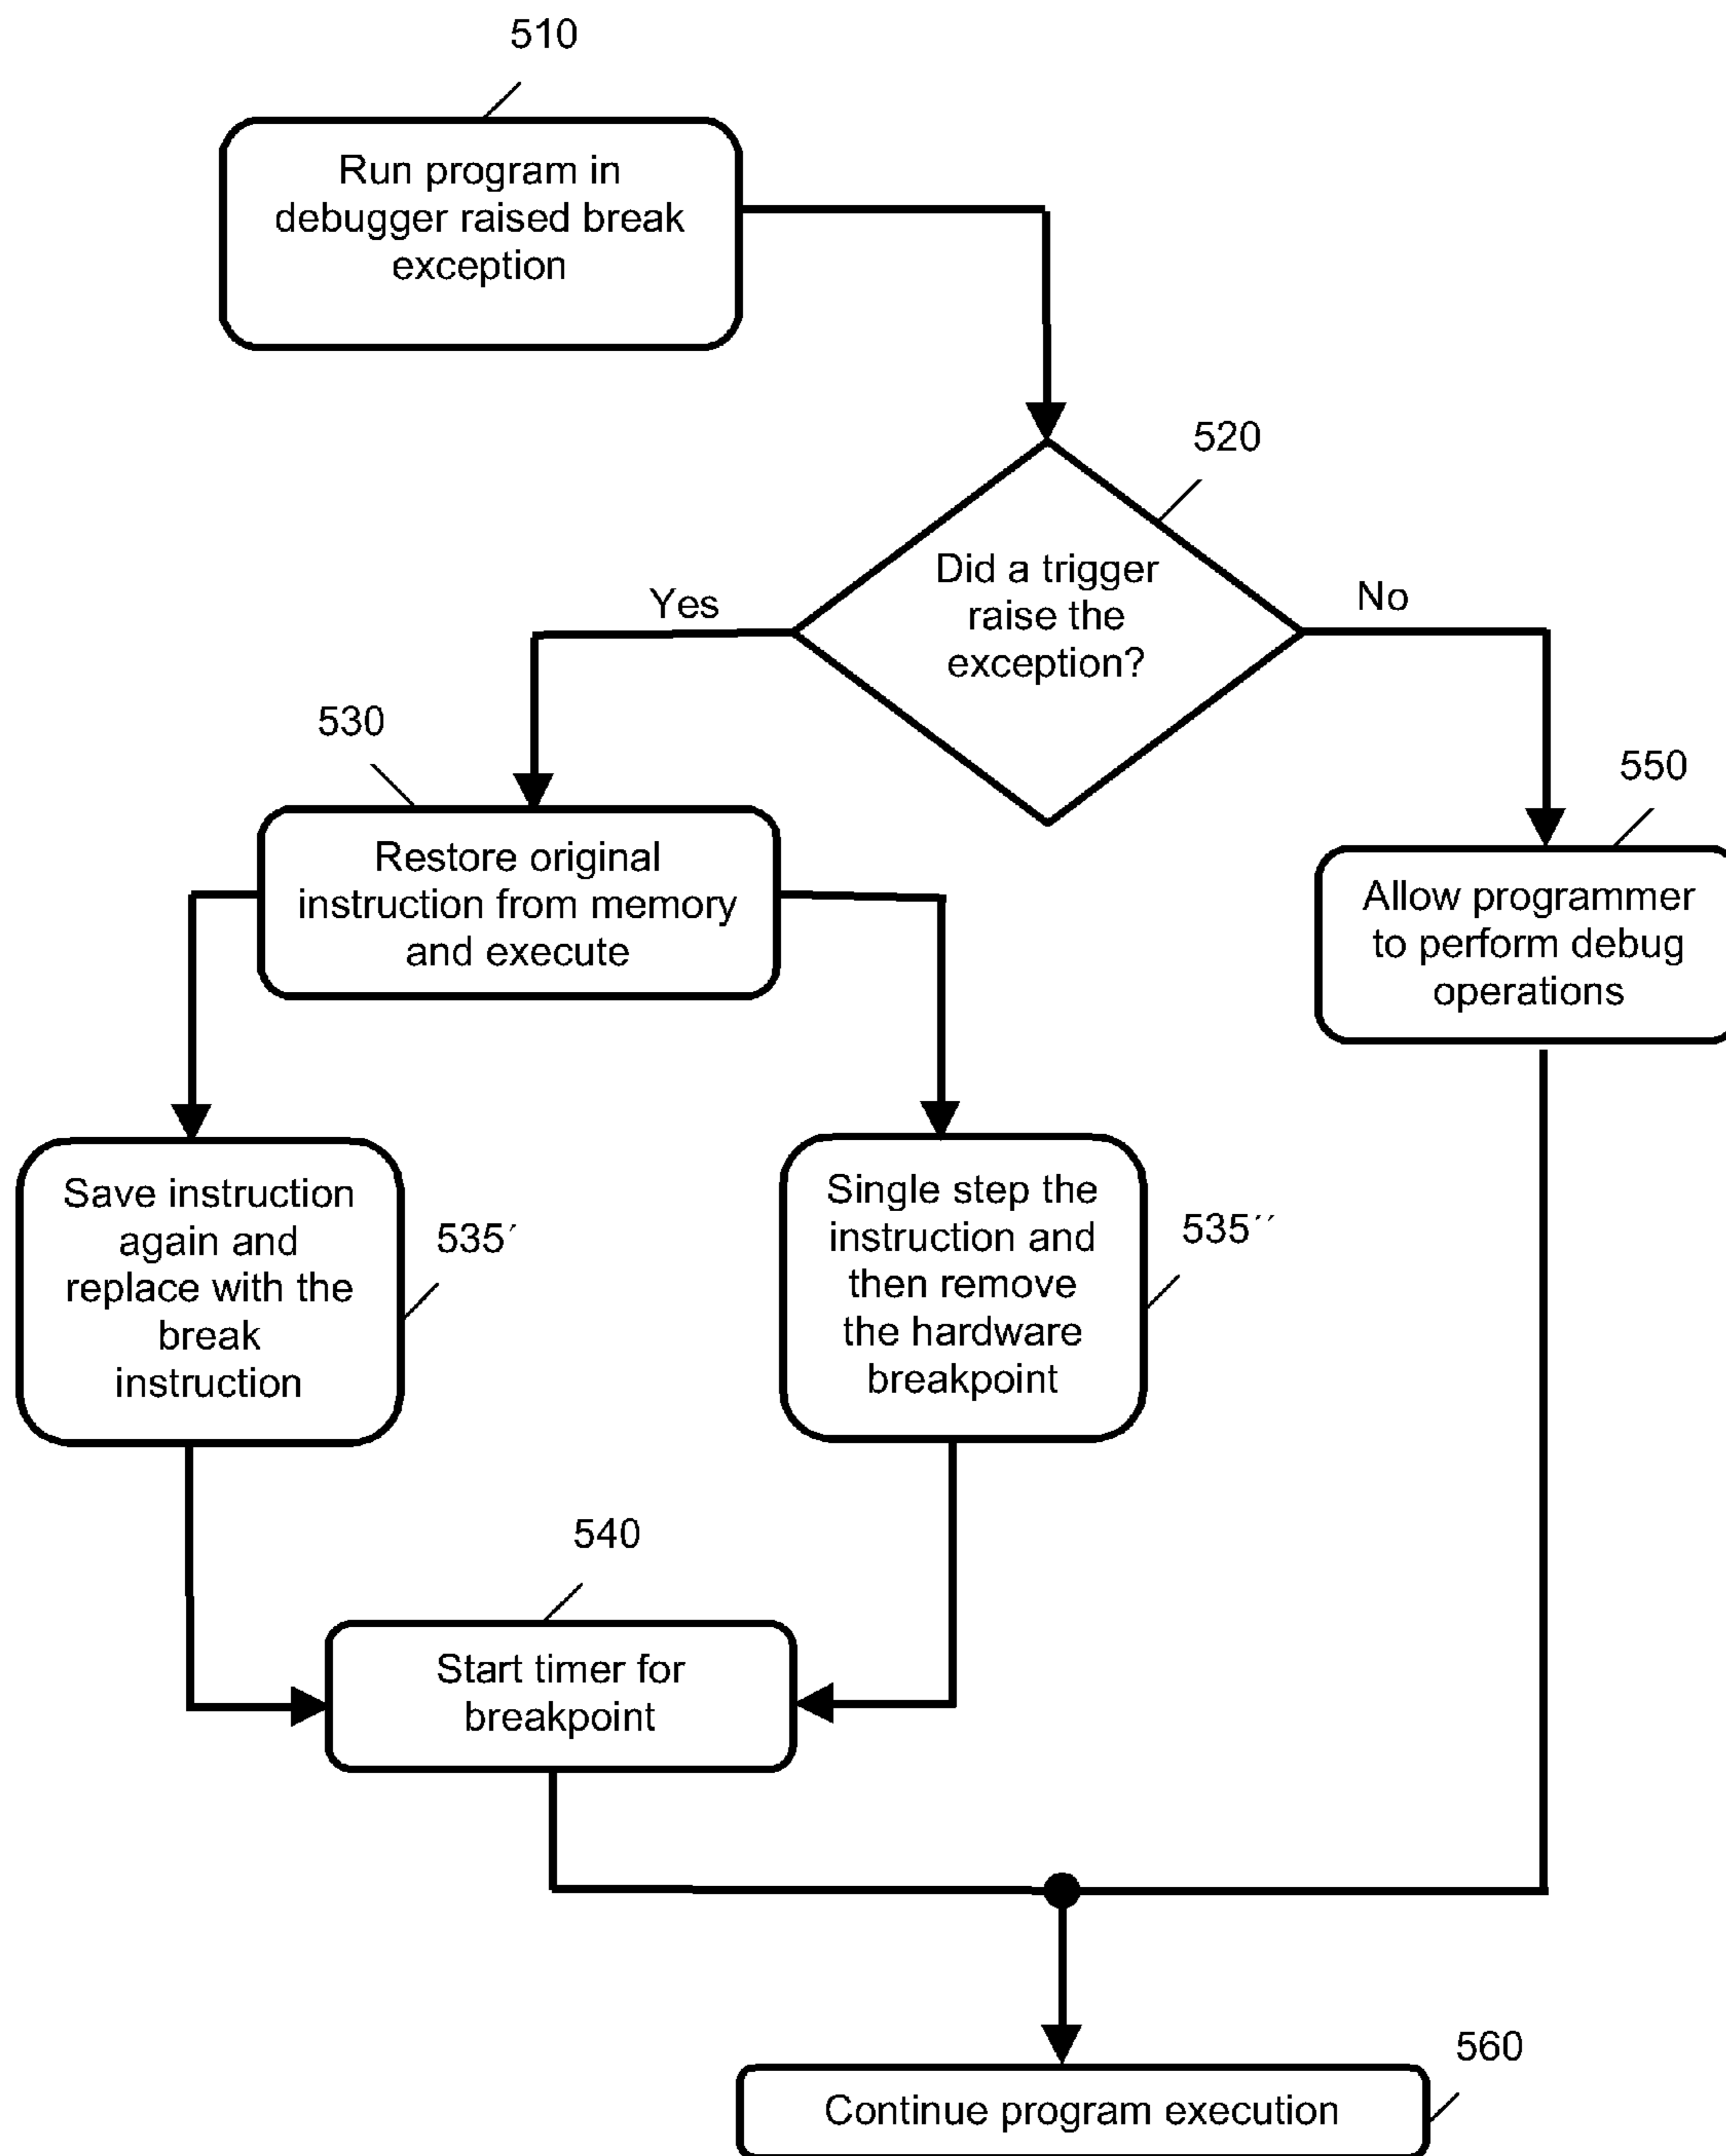 510
Run program in
debugger raised break
exception
520
Did a trigger
raise the
exception?
Yes
No
530
Restore original
instruction from memory
and execute
550
Allow programmer
to perform debug
operations
Save instruction
again and
replace with the
break
instruction
535´
Single step the
instruction and
then remove
the hardware
breakpoint
535´´
540
Start timer for
breakpoint
560
Continue program execution